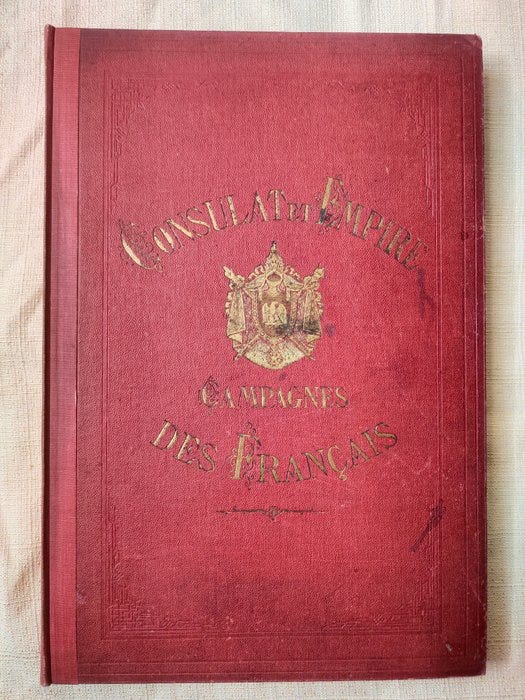 CONSULAT ET EMPIRE
CAMPAGNES
DES FRANÇAIS